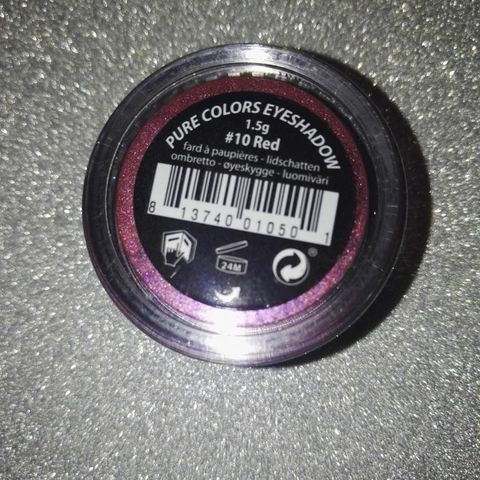 PURE COLORS EYESHADOW
1.5g
#10 Red
fard à paupières - lidschatten
ombretto - øyeskygge - luomiväri
8 13740 01050 1
24M
®